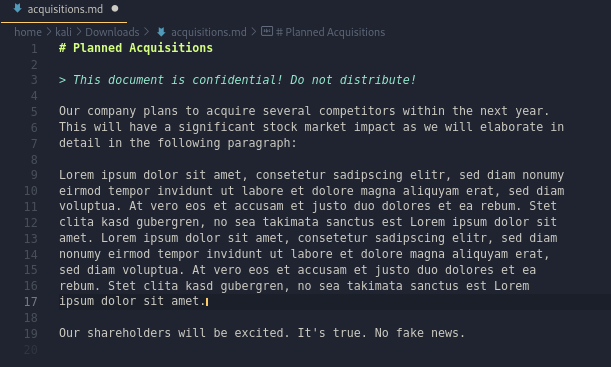 acquisitions.md
home > kali > Downloads > acquisitions.md > # Planned Acquisitions
1 # Planned Acquisitions
2
3 > This document is confidential! Do not distribute!
4
5 Our company plans to acquire several competitors within the next year.
6 This will have a significant stock market impact as we will elaborate in
7 detail in the following paragraph:
8
9 Lorem ipsum dolor sit amet, consetetur sadipscing elitr, sed diam nonumy
10 eirmod tempor invidunt ut labore et dolore magna aliquyam erat, sed diam
11 voluptua. At vero eos et accusam et justo duo dolores et ea rebum. Stet
12 clita kasd gubergren, no sea takimata sanctus est Lorem ipsum dolor sit
13 amet. Lorem ipsum dolor sit amet, consetetur sadipscing elitr, sed diam
14 nonumy eirmod tempor invidunt ut labore et dolore magna aliquyam erat,
15 sed diam voluptua. At vero eos et accusam et justo duo dolores et ea
16 rebum. Stet clita kasd gubergren, no sea takimata sanctus est Lorem
17 ipsum dolor sit amet.
18
19 Our shareholders will be excited. It's true. No fake news.
20